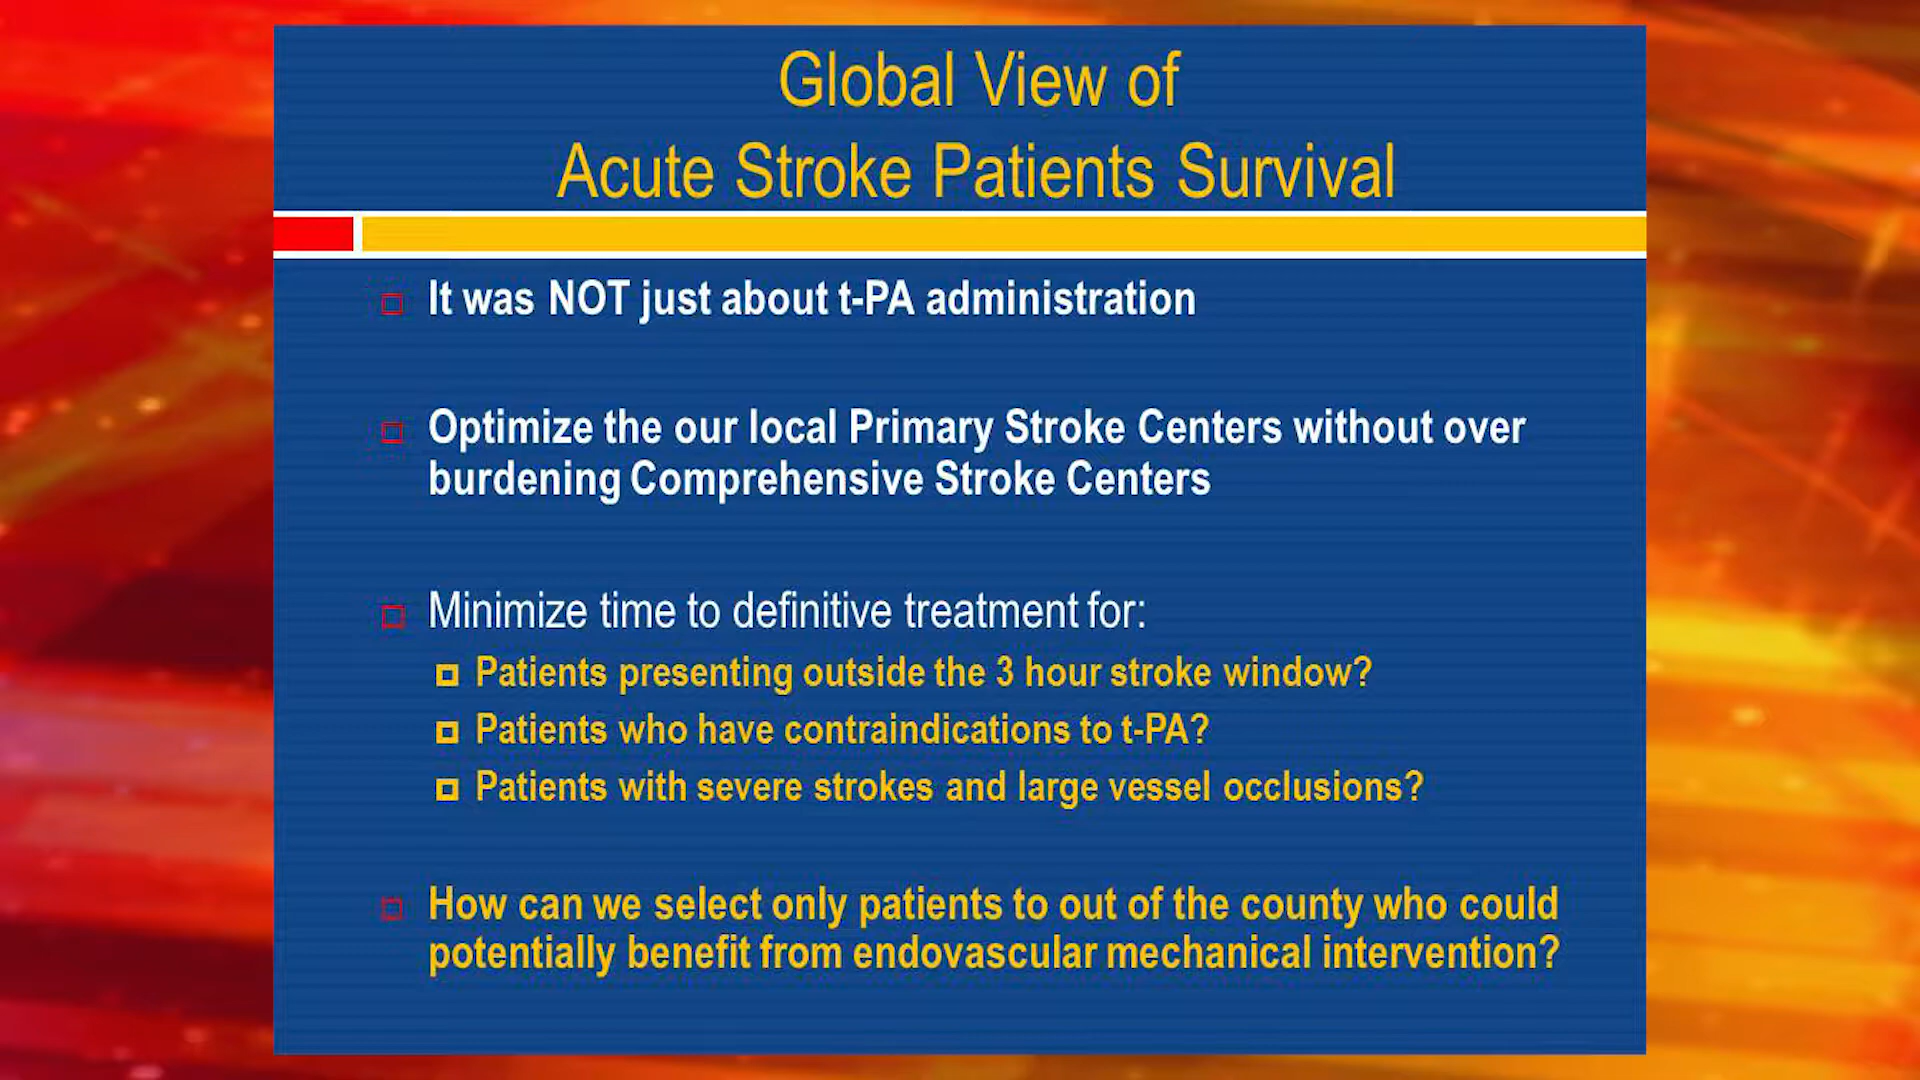 Global View of
Acute Stroke Patients Survival
It was NOT just about t-PA administration
Optimize the our local Primary Stroke Centers without over
burdening Comprehensive Stroke Centers
Minimize time to definitive treatment for:
Patients presenting outside the 3 hour stroke window?
Patients who have contraindications to t-PA?
Patients with severe strokes and large vessel occlusions?
How can we select only patients to out of the county who could
potentially benefit from endovascular mechanical intervention?